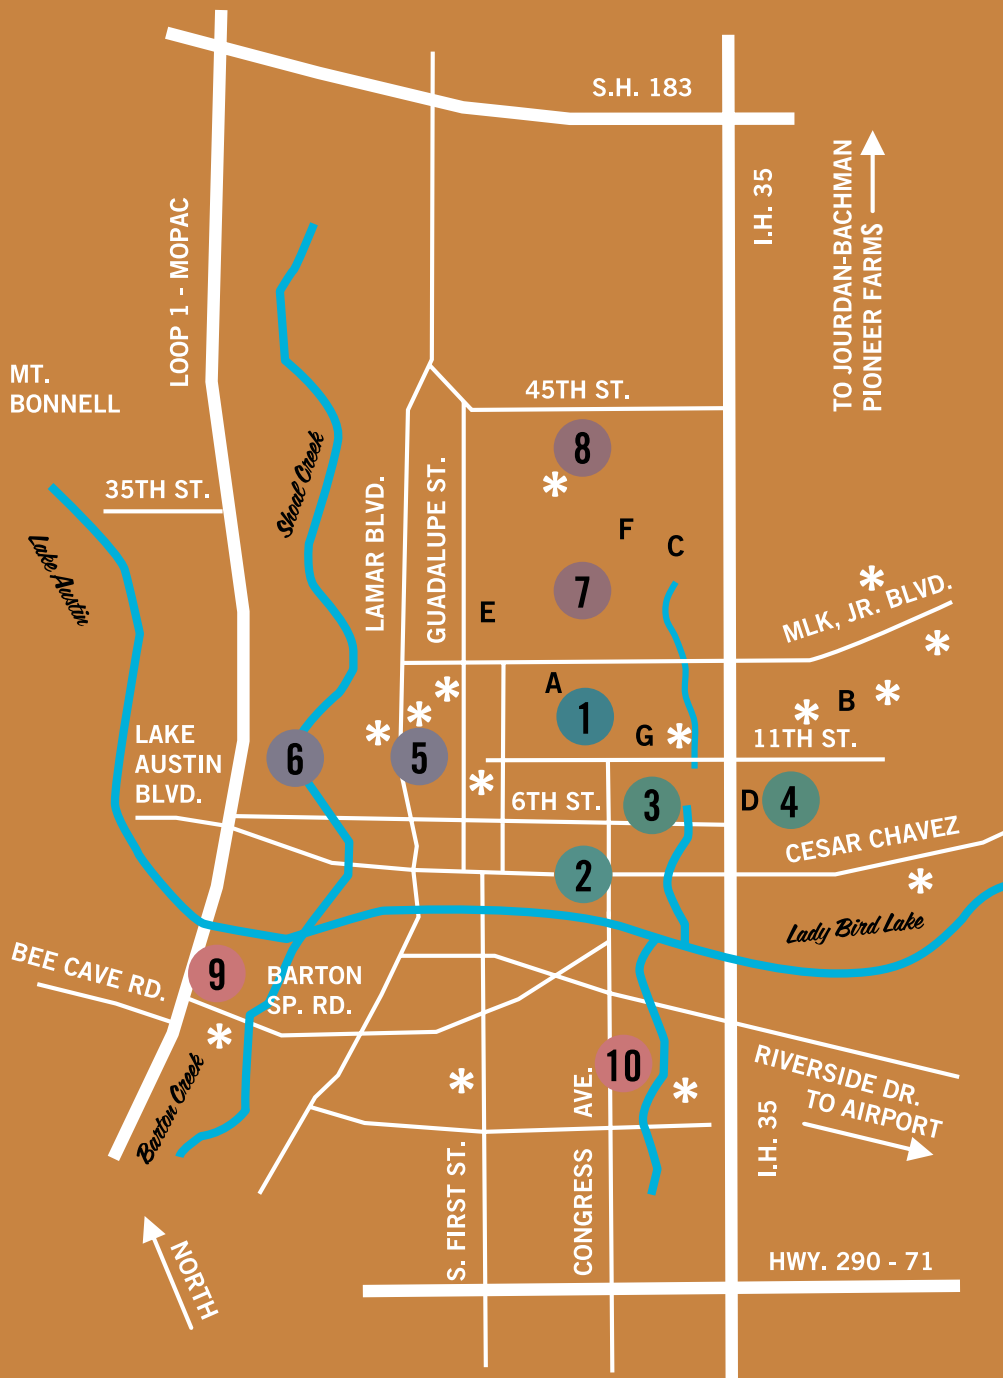 S.H. 183
I.H. 35
TO JOURDAN-BACHMAN
PIONEER FARMS
LOOP 1 - MOPAC
MT.
BONNELL
45TH ST.
8
*
35TH ST.
Shoal Creek
LAMAR BLVD.
GUADALUPE ST.
Lake Austin
F
C
7
E
*
MLK, JR. BLVD.
*
A
*
1
*
B
*
*
*
5
G
*
11TH ST.
LAKE
AUSTIN
BLVD.
6
*
6TH ST.
3
D
4
CESAR CHAVEZ
2
*
Lady Bird Lake
BEE CAVE RD.
9
BARTON
SP. RD.
*
Barton Creek
*
10
*
AVE.
CONGRESS
S. FIRST ST.
RIVERSIDE DR.
TO AIRPORT
I.H. 35
NORTH
HWY. 290 - 71